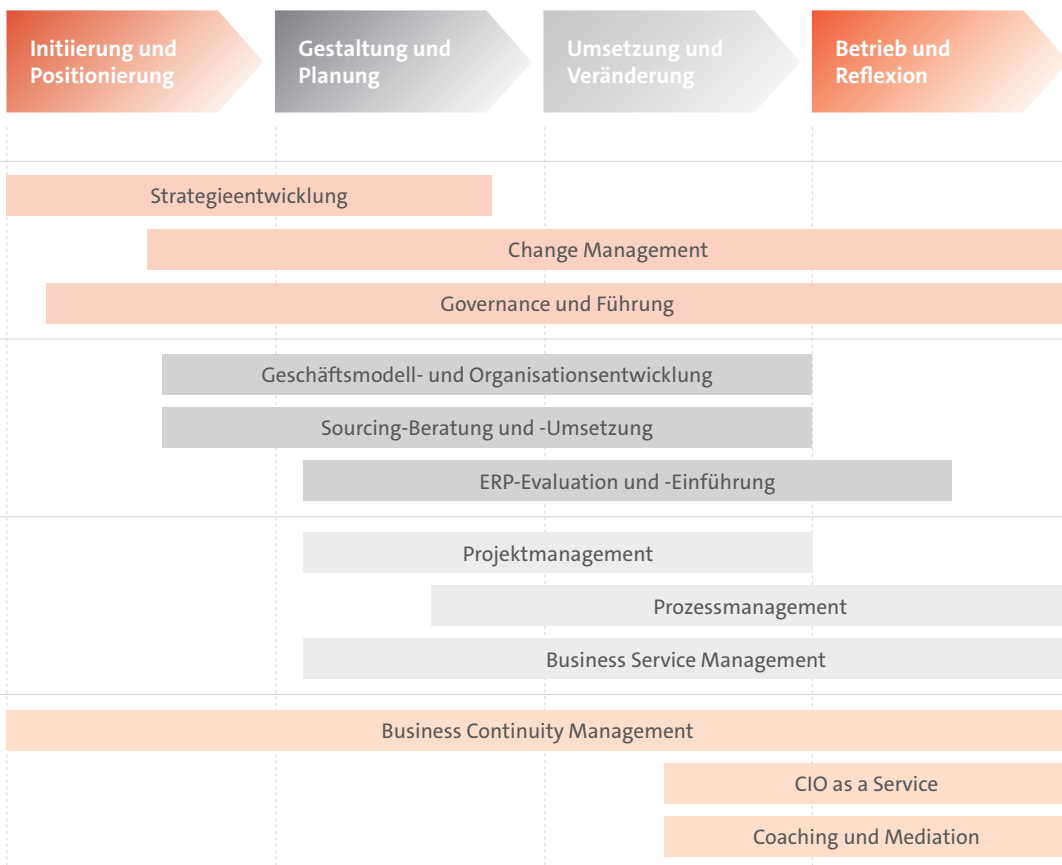 Initiierung und
Positionierung
Gestaltung und
Planung
Umsetzung und
Veränderung
Betrieb und
Reflexion
Strategieentwicklung
Change Management
Governance und Führung
Geschäftsmodell- und Organisationsentwicklung
Sourcing-Beratung und -Umsetzung
ERP-Evaluation und -Einführung
Projektmanagement
Prozessmanagement
Business Service Management
Business Continuity Management
CIO as a Service
Coaching und Mediation